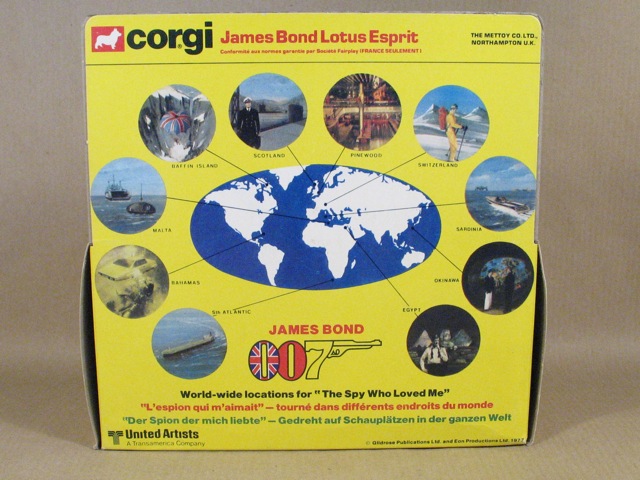 corgi®
James Bond Lotus Esprit
Conformité aux normes garantie par Société Fairplay (FRANCE SEULEMENT)
THE METTOY CO. LTD.,
NORTHAMPTON U.K.
BAFFIN ISLAND
SCOTLAND
PINEWOOD
SWITZERLAND
MALTA
SARDINIA
BAHAMAS
OKINAWA
Sth ATLANTIC
EGYPT
JAMES BOND
007
World-wide locations for "The Spy Who Loved Me"
"L'espion qui m'aimait" — tourné dans différents endroits du monde
"Der Spion der mich liebte" — Gedreht auf Schauplätzen in der ganzen Welt
United Artists
A Transamerica Company
© Glidrose Publications Ltd. and Eon Productions Ltd. 1977